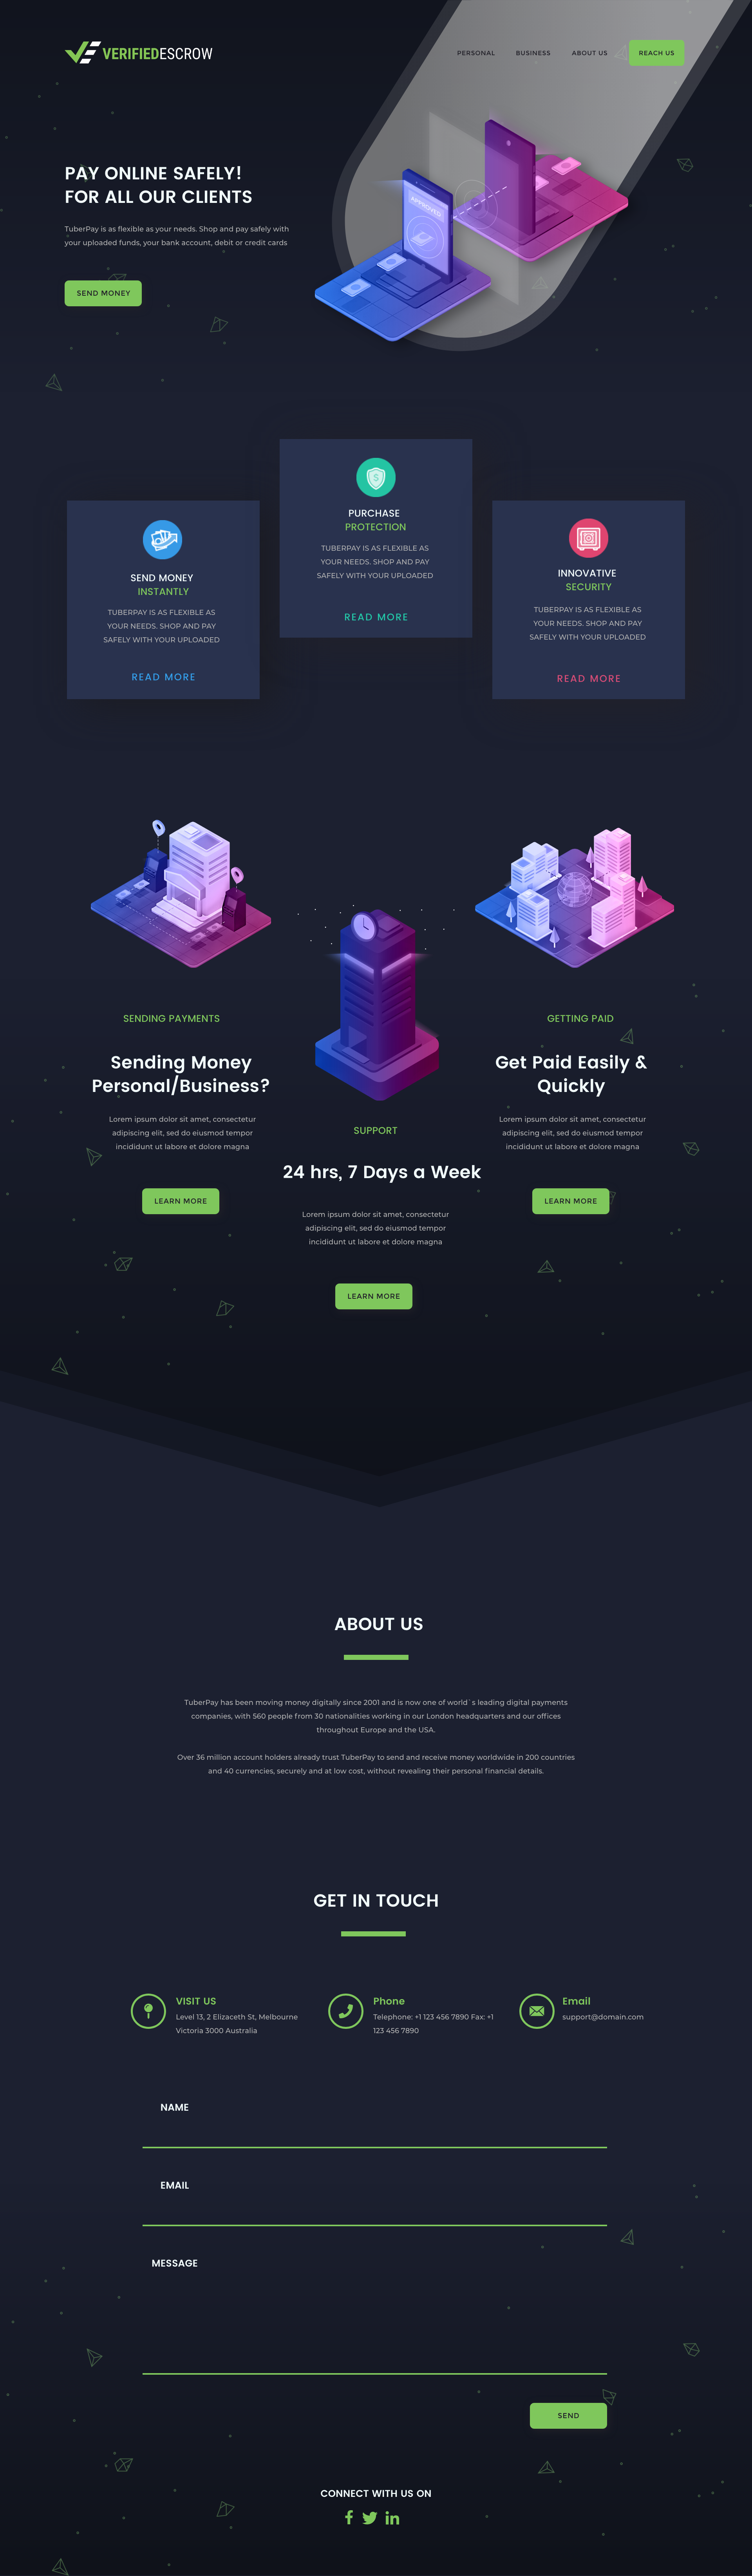 VERIFIEDESCROW
PERSONAL
BUSINESS
ABOUT US
REACH US
PAY ONLINE SAFELY!
FOR ALL OUR CLIENTS
TuberPay is as flexible as your needs. Shop and pay safely with
your uploaded funds, your bank account, debit or credit cards
SEND MONEY
APPROVED
SEND MONEY
INSTANTLY
TUBERPAY IS AS FLEXIBLE AS
YOUR NEEDS. SHOP AND PAY
SAFELY WITH YOUR UPLOADED
READ MORE
PURCHASE
PROTECTION
TUBERPAY IS AS FLEXIBLE AS
YOUR NEEDS. SHOP AND PAY
SAFELY WITH YOUR UPLOADED
READ MORE
INNOVATIVE
SECURITY
TUBERPAY IS AS FLEXIBLE AS
YOUR NEEDS. SHOP AND PAY
SAFELY WITH YOUR UPLOADED
READ MORE
SENDING PAYMENTS
Sending Money
Personal/Business?
Lorem ipsum dolor sit amet, consectetur
adipiscing elit, sed do eiusmod tempor
incididunt ut labore et dolore magna
LEARN MORE
SUPPORT
24 hrs, 7 Days a Week
Lorem ipsum dolor sit amet, consectetur
adipiscing elit, sed do eiusmod tempor
incididunt ut labore et dolore magna
LEARN MORE
GETTING PAID
Get Paid Easily &
Quickly
Lorem ipsum dolor sit amet, consectetur
adipiscing elit, sed do eiusmod tempor
incididunt ut labore et dolore magna
LEARN MORE
ABOUT US
TuberPay has been moving money digitally since 2001 and is now one of world`s leading digital payments
companies, with 560 people from 30 nationalities working in our London headquarters and our offices
throughout Europe and the USA.
Over 36 million account holders already trust TuberPay to send and receive money worldwide in 200 countries
and 40 currencies, securely and at low cost, without revealing their personal financial details.
GET IN TOUCH
VISIT US
Level 13, 2 Elizaceth St, Melbourne
Victoria 3000 Australia
Phone
Telephone: +1 123 456 7890 Fax: +1
123 456 7890
Email
support@domain.com
NAME
EMAIL
MESSAGE
SEND
CONNECT WITH US ON